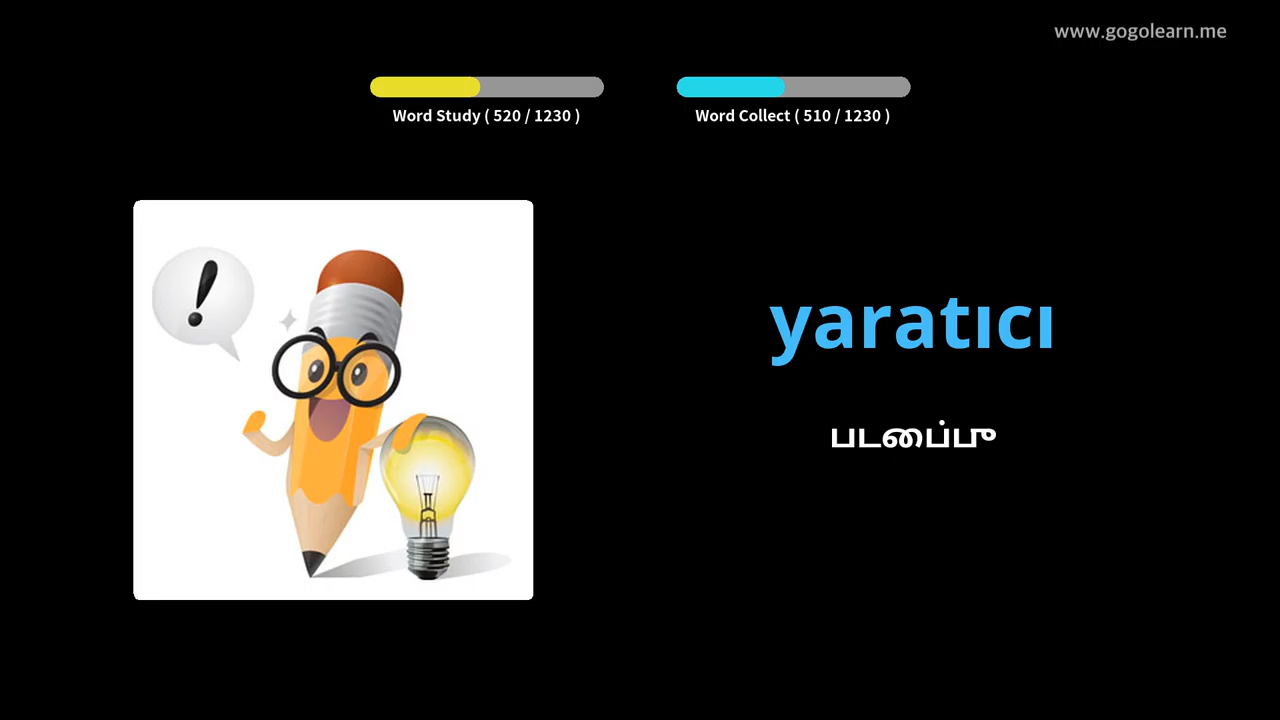 www.gogolearn.me
Word Study ( 520 / 1230 )
Word Collect ( 510 / 1230 )
!
yaratıcı
படைப்பு